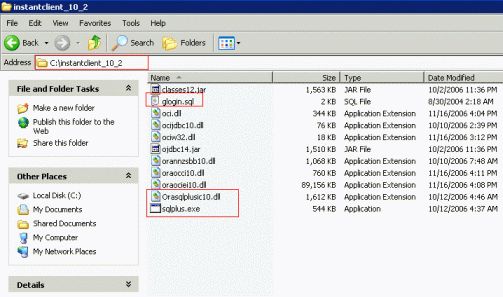 instantclient_10_2
File Edit View Favorites Tools Help
Back Search Folders
Address C:\instantclient_10_2
File and Folder Tasks
Make a new folder
Publish this folder to the Web
Share this folder
Other Places
Local Disk (C:)
My Documents
Shared Documents
My Computer
My Network Places
Details
Name Size Type Date Modified
classes12.jar 1,563 KB JAR File 10/2/2006 11:36 PM
glogin.sql 2 KB SQL File 8/30/2004 2:18 AM
oci.dll 344 KB Application Extension 11/16/2006 4:04 PM
ocijdbc10.dll 76 KB Application Extension 10/10/2006 2:39 PM
ociw32.dll 18 KB Application Extension 11/16/2006 3:12 PM
ojdbc14.jar 1,510 KB JAR File 10/2/2006 11:36 PM
orannzsbb10.dll 1,068 KB Application Extension 10/10/2006 7:48 AM
oraocci10.dll 760 KB Application Extension 11/16/2006 4:11 PM
oraociei10.dll 89,156 KB Application Extension 11/16/2006 4:08 PM
Orasqlplusic10.dll 1,612 KB Application Extension 10/12/2006 4:46 AM
sqlplus.exe 544 KB Application 10/12/2006 4:37 AM